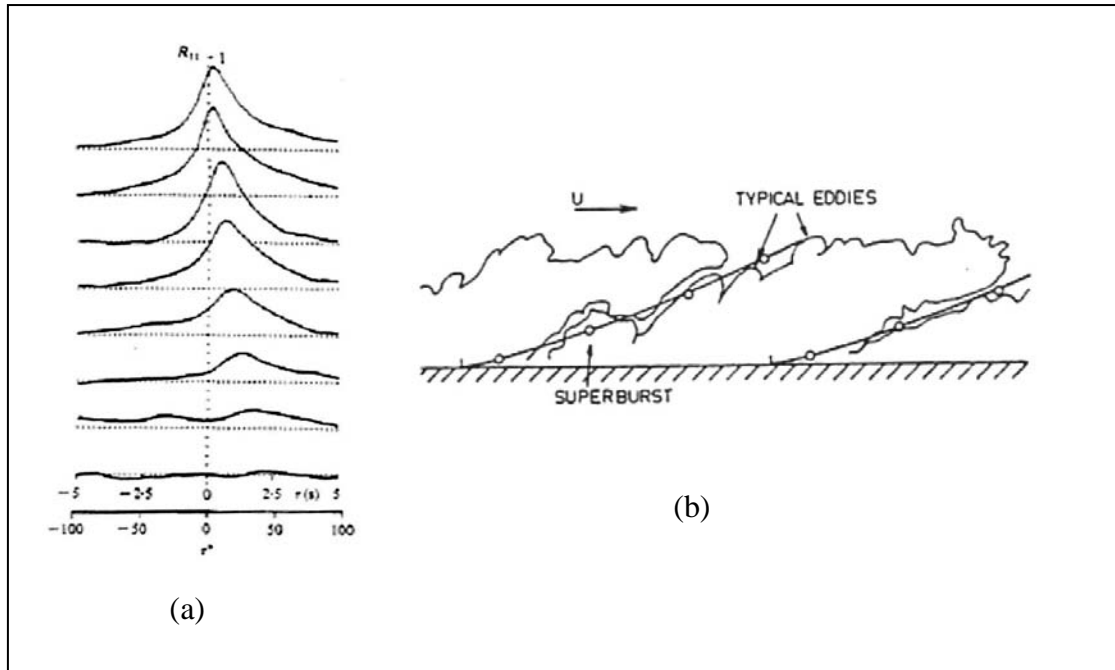 R₁₁ = 1
−5 −2·5 0 2·5 τ(s) 5
−100 −50 0 50 100
τ*
(a)
U
TYPICAL EDDIES
SUPERBURST
(b)